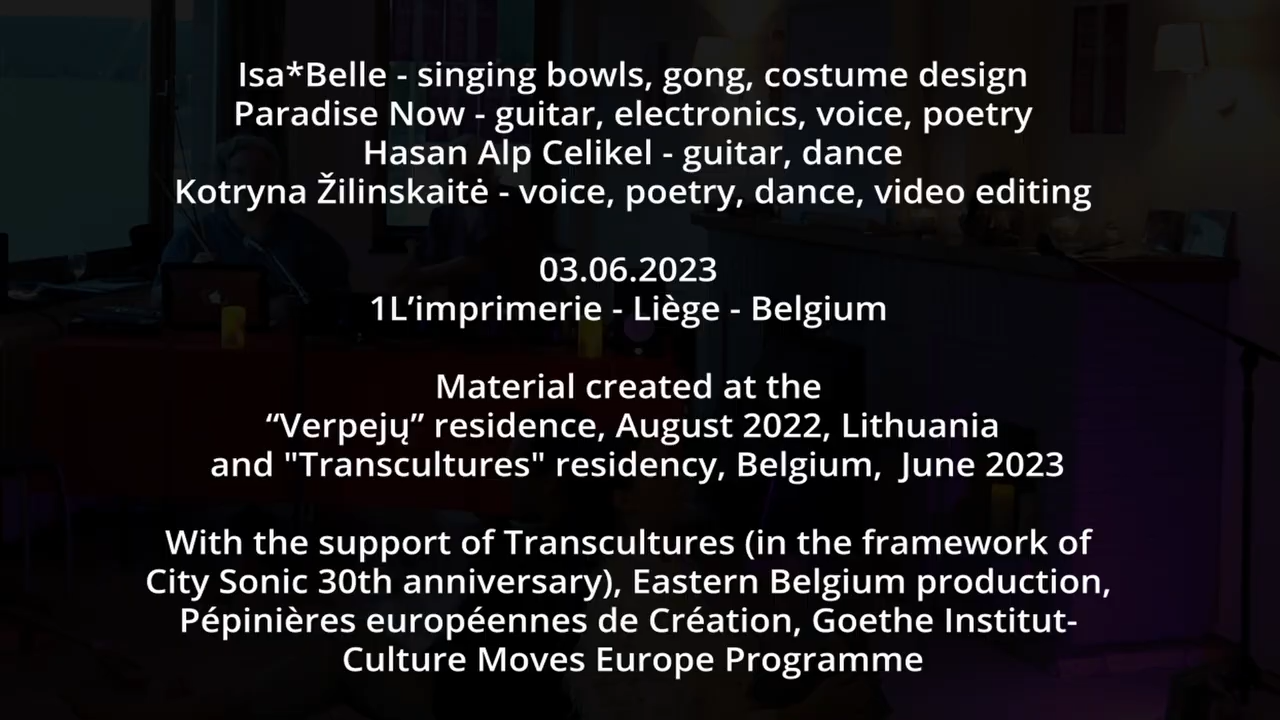 Isa*Belle - singing bowls, gong, costume design
Paradise Now - guitar, electronics, voice, poetry
Hasan Alp Celikel - guitar, dance
Kotryna Žilinskaitė - voice, poetry, dance, video editing
03.06.2023
1L’imprimerie - Liège - Belgium
Material created at the
“Verpejų” residence, August 2022, Lithuania
and "Transcultures" residency, Belgium,  June 2023
With the support of Transcultures (in the framework of
City Sonic 30th anniversary), Eastern Belgium production,
Pépinières européennes de Création, Goethe Institut-
Culture Moves Europe Programme